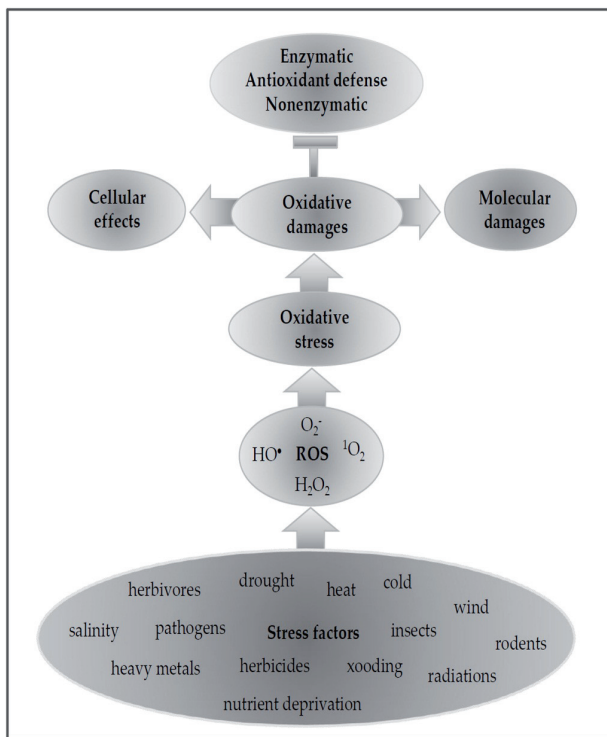 Enzymatic
Antioxidant defense
Nonenzymatic
Cellular
effects
Oxidative
damages
Molecular
damages
Oxidative
stress
O₂⁻
HO• ROS ¹O₂
H₂O₂
herbivores drought heat cold
wind
salinity pathogens Stress factors insects rodents
heavy metals herbicides xooding radiations
nutrient deprivation